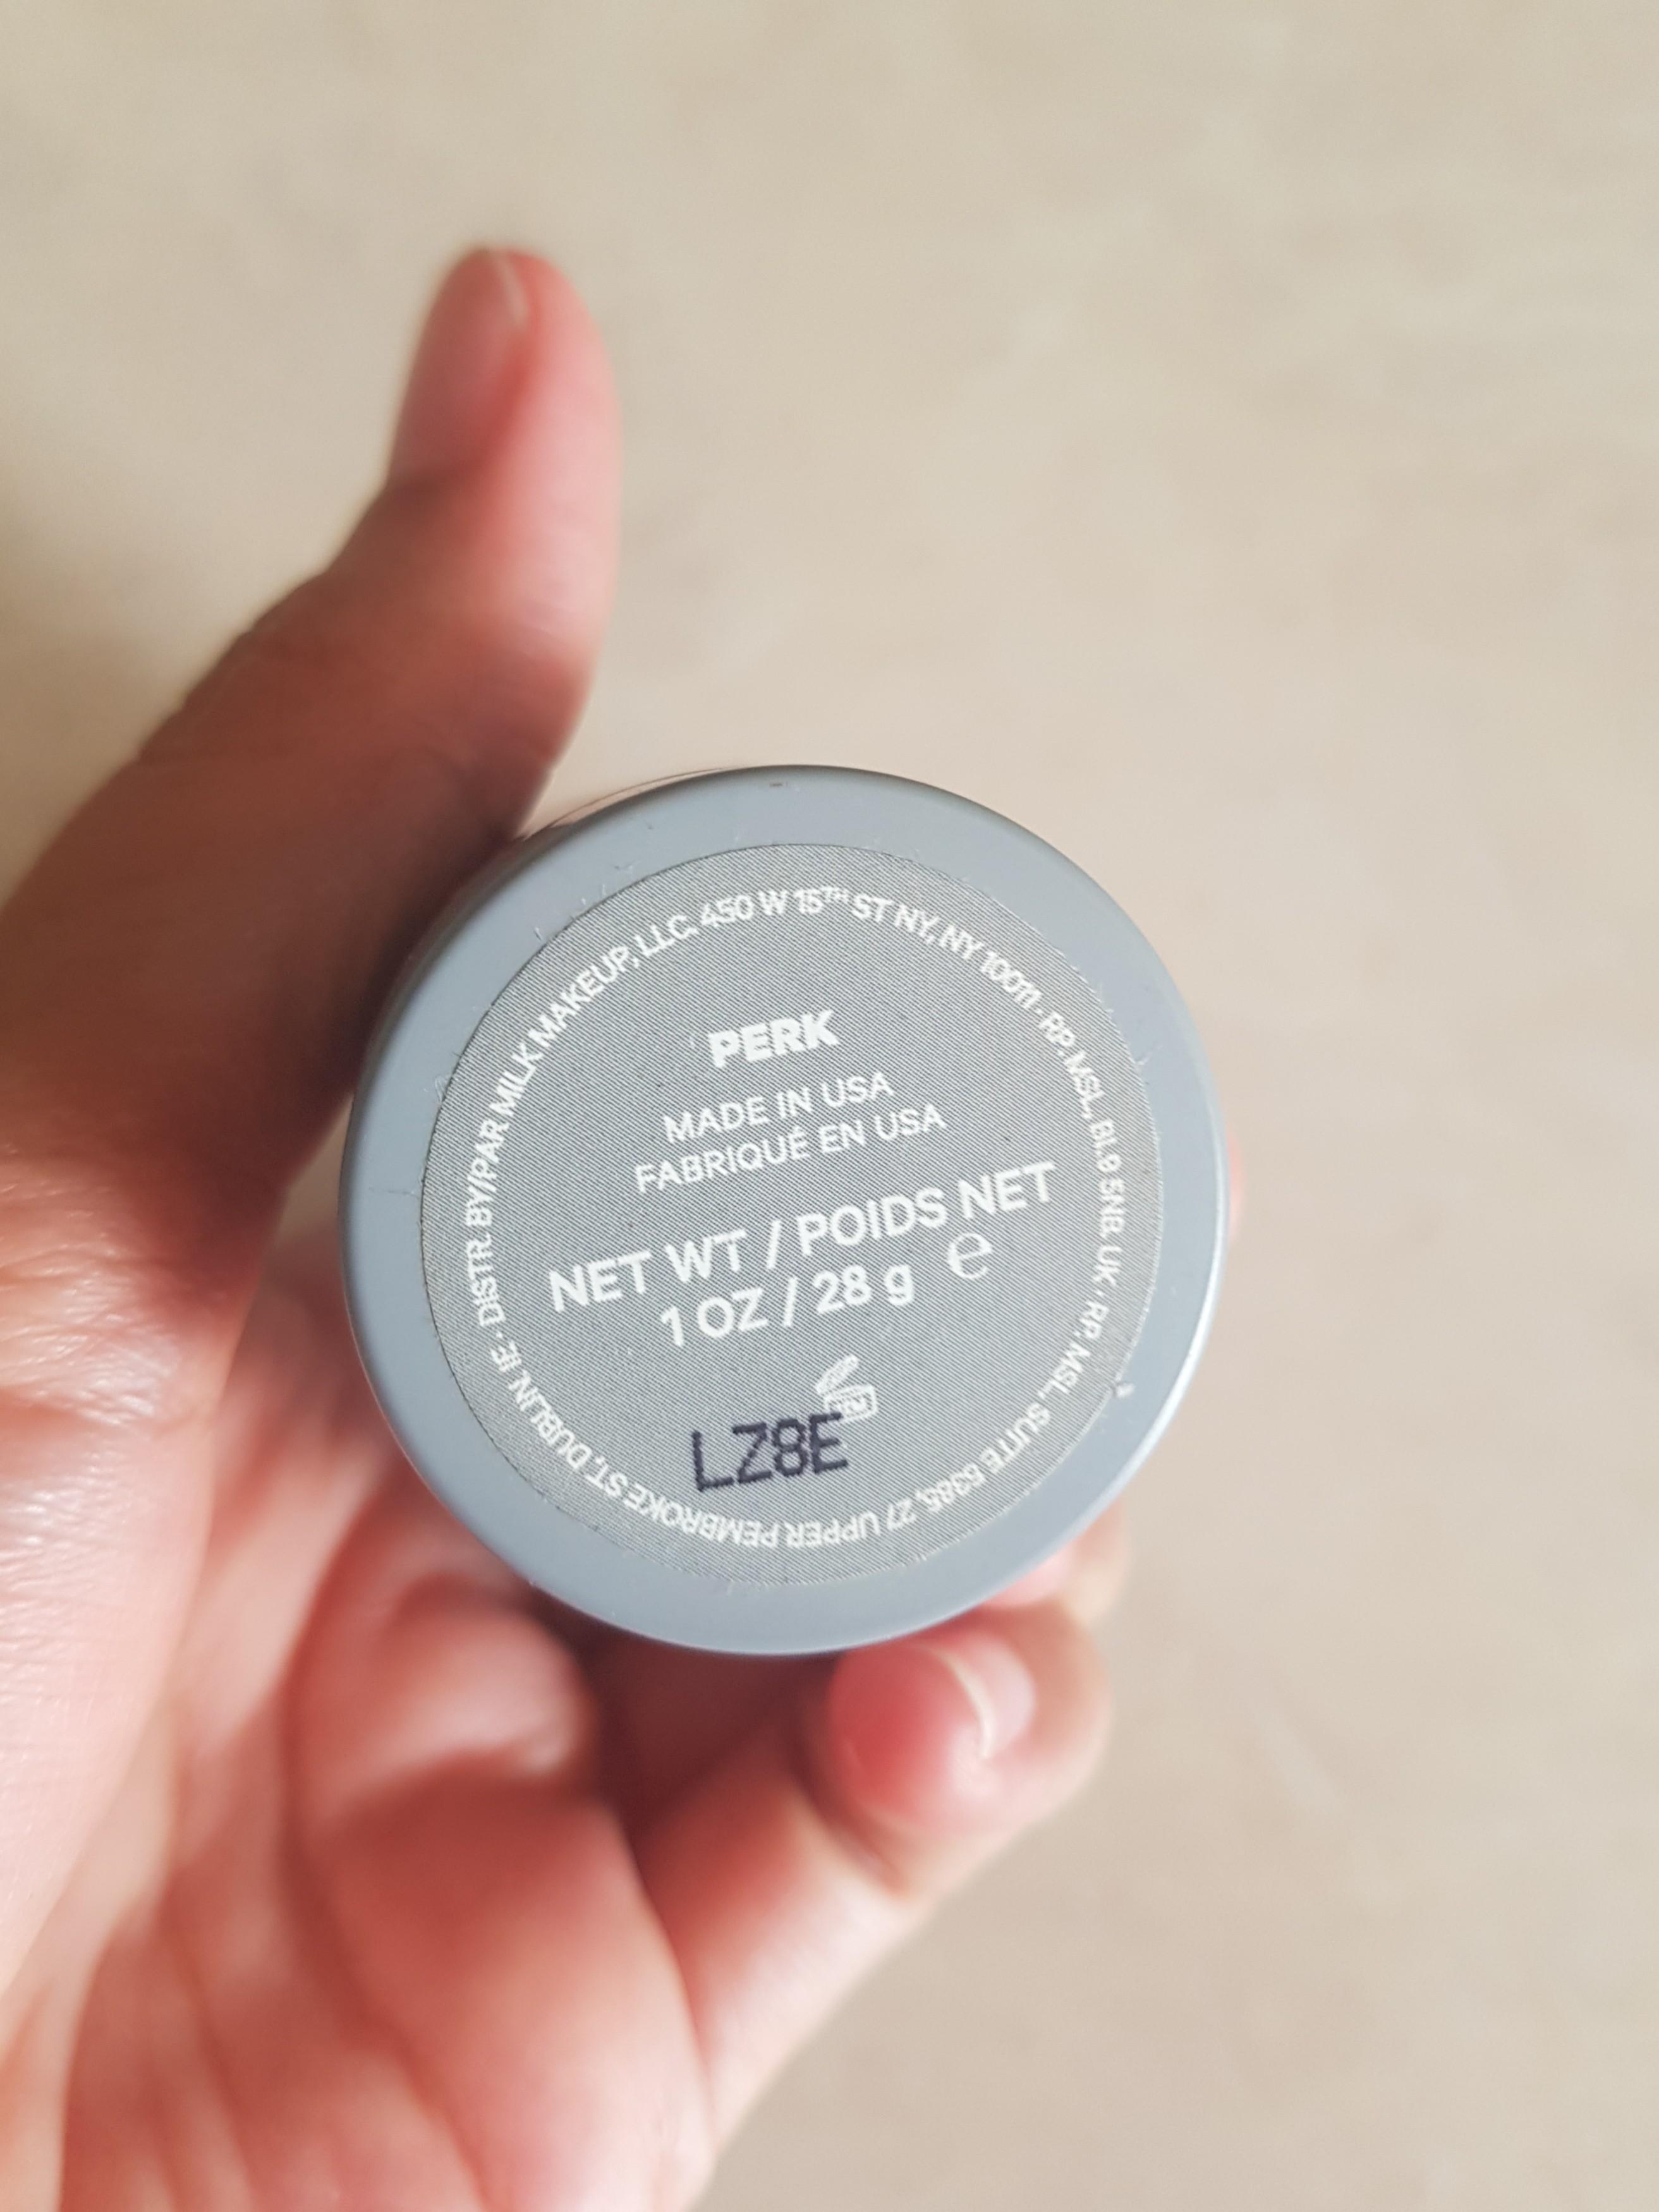 DISTR. BY/PAR MILK MAKEUP, LLC. 450 W 15TH ST NY, NY 10011 · RP. MSL, BL9 5NB, UK · RP. MSL, SUITE 5385, 27 UPPER PEMBROKE ST, DUBLIN, IE ·
PERK
MADE IN USA
FABRIQUÉ EN USA
NET WT / POIDS NET
1 OZ / 28 g ℮
LZ8E